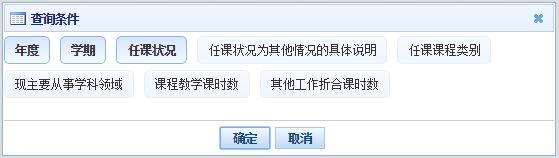 查询条件
年度 学期 任课状况 任课状况为其他情况的具体说明 任课课程类别
现主要从事学科领域 课程教学课时数 其他工作折合课时数
确定 取消